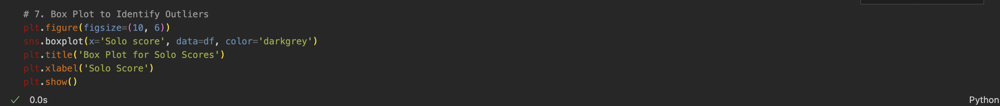 # 7. Box Plot to Identify Outliers
plt.figure(figsize=(10, 6))
sns.boxplot(x='Solo score', data=df, color='darkgrey')
plt.title('Box Plot for Solo Scores')
plt.xlabel('Solo Score')
plt.show()
0.0s
Python